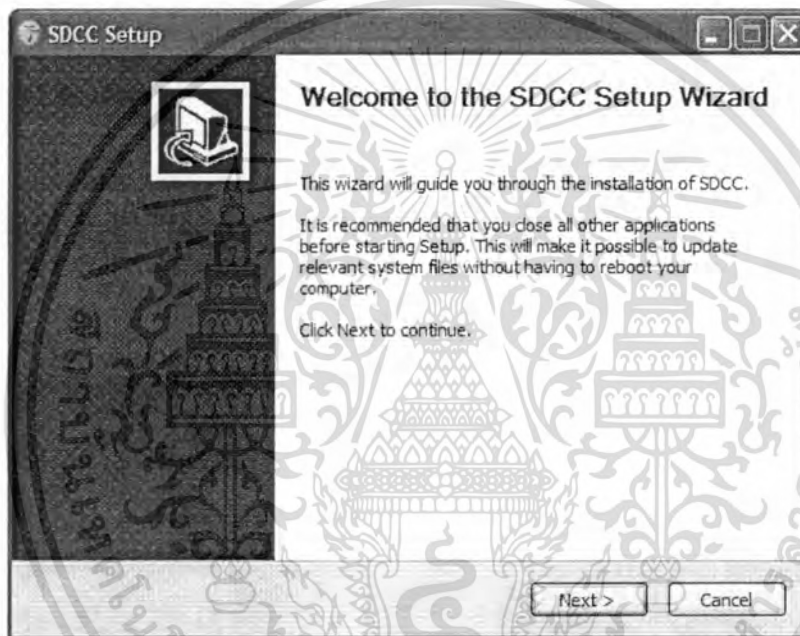 SDCC Setup
Welcome to the SDCC Setup Wizard
This wizard will guide you through the installation of SDCC.
It is recommended that you close all other applications
before starting Setup. This will make it possible to update
relevant system files without having to reboot your
computer.
Click Next to continue.
Next >
Cancel